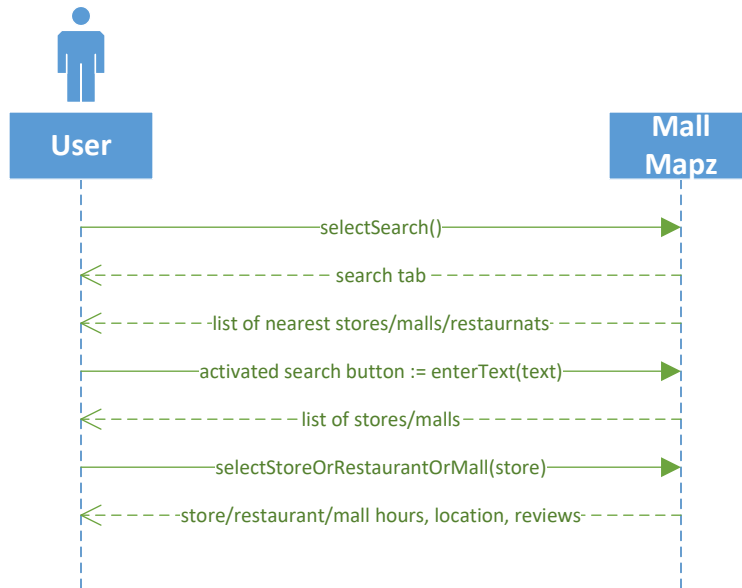 User
Mall
Mapz
selectSearch()
search tab
list of nearest stores/malls/restaurnats
activated search button := enterText(text)
list of stores/malls
selectStoreOrRestaurantOrMall(store)
store/restaurant/mall hours, location, reviews